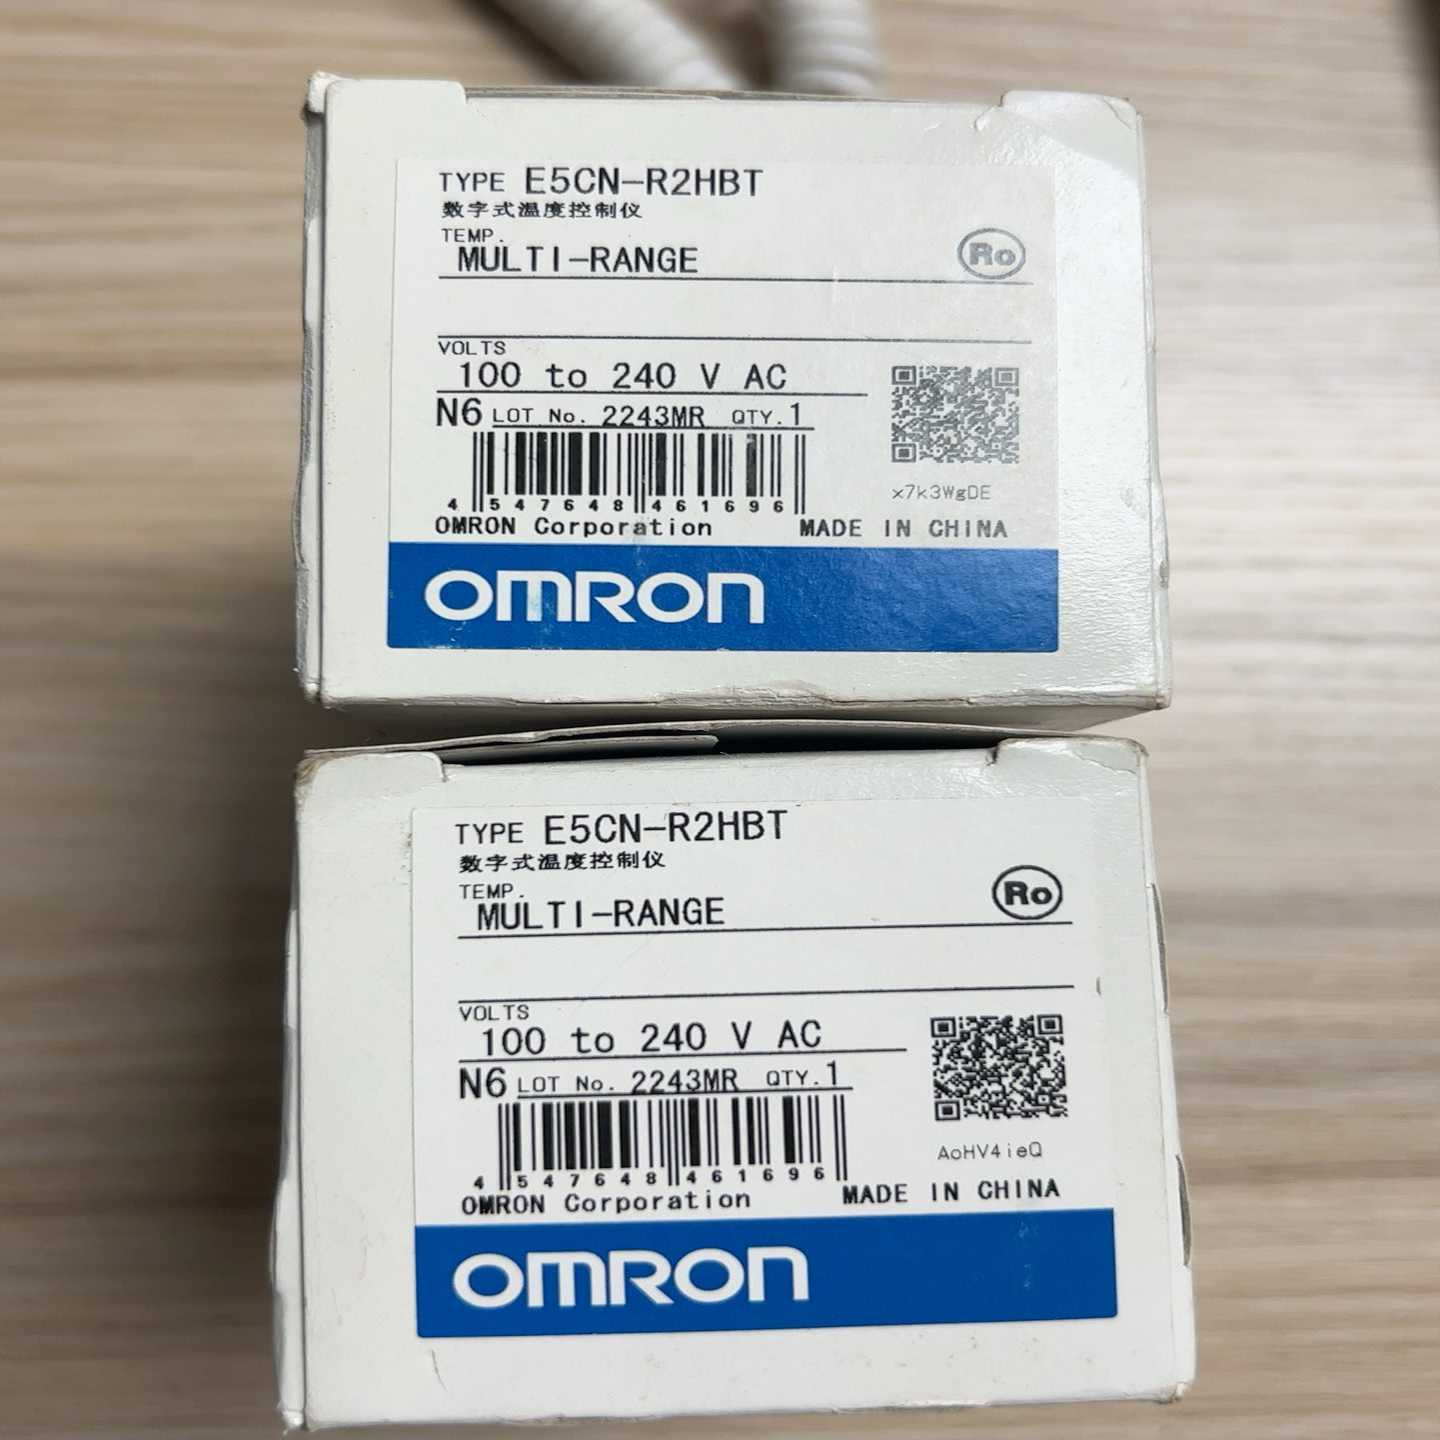 TYPE E5CN-R2HBT
数字式温度控制仪
TEMP.
MULTI-RANGE
Ro
VOLTS
100 to 240 V AC
N6 LOT No. 2243MR QTY.1
4 547648 461696
x7k3WgDE
OMRON Corporation MADE IN CHINA
OMRON
TYPE E5CN-R2HBT
数字式温度控制仪
TEMP.
MULTI-RANGE
Ro
VOLTS
100 to 240 V AC
N6 LOT No. 2243MR QTY.1
4 547648 461696
AoHV4ieQ
OMRON Corporation MADE IN CHINA
OMRON